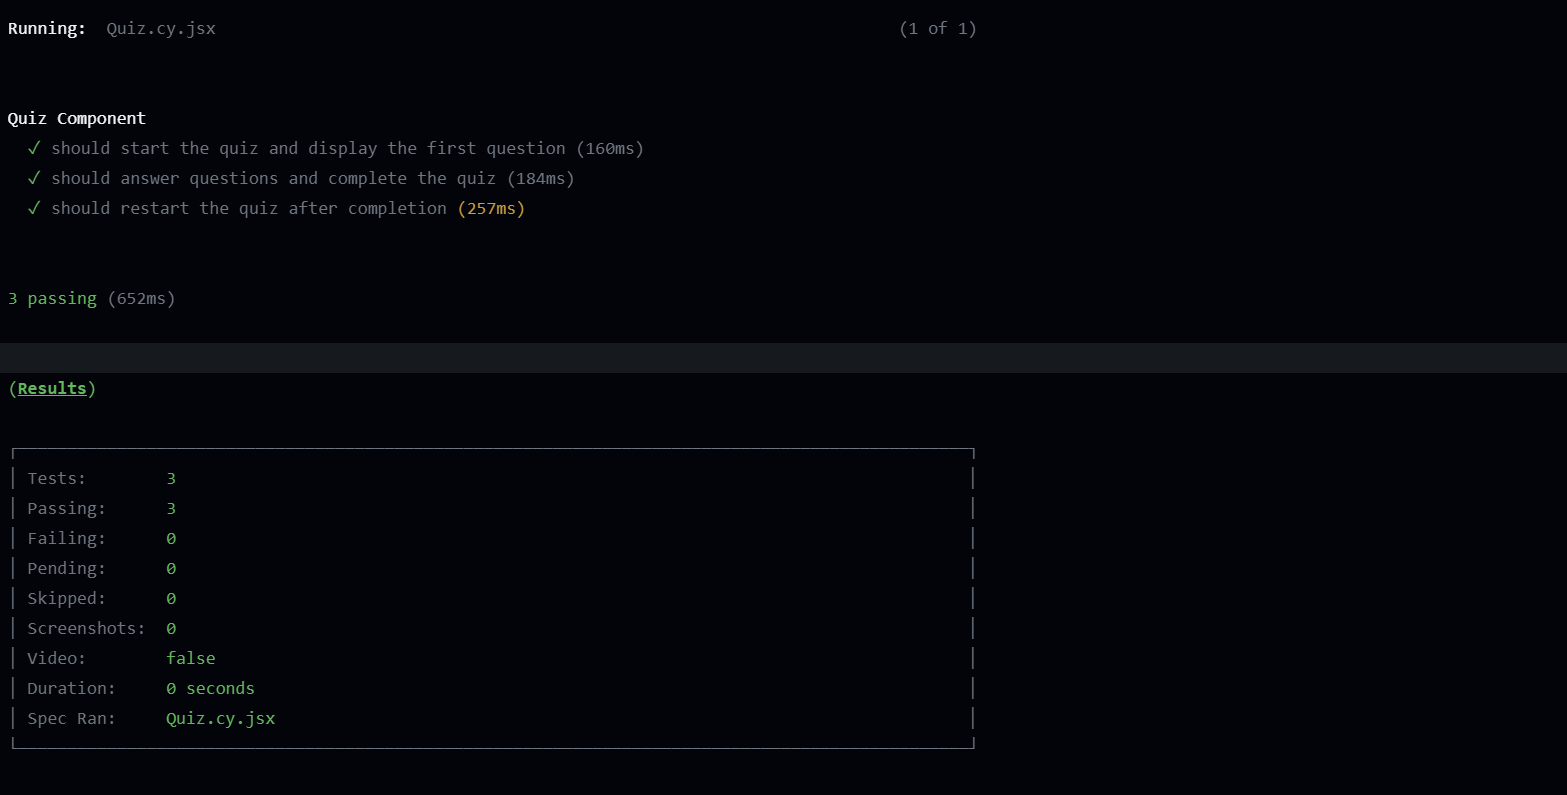 Running:  Quiz.cy.jsx (1 of 1)
Quiz Component
✓ should start the quiz and display the first question (160ms)
✓ should answer questions and complete the quiz (184ms)
✓ should restart the quiz after completion (257ms)
3 passing (652ms)
(Results)
Tests: 3
Passing: 3
Failing: 0
Pending: 0
Skipped: 0
Screenshots: 0
Video: false
Duration: 0 seconds
Spec Ran: Quiz.cy.jsx